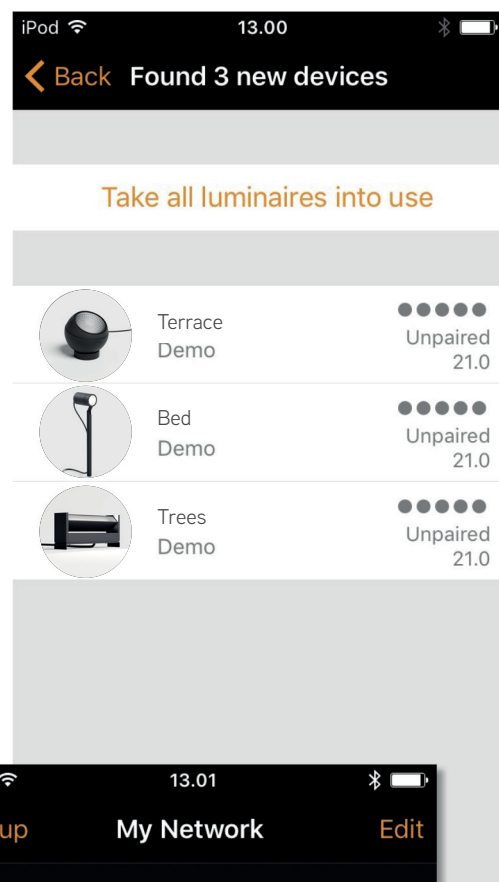 iPod 13.00
Back Found 3 new devices
Take all luminaires into use
Terrace
Demo
Unpaired
21.0
Bed
Demo
Unpaired
21.0
Trees
Demo
Unpaired
21.0
13.01
My Network Edit